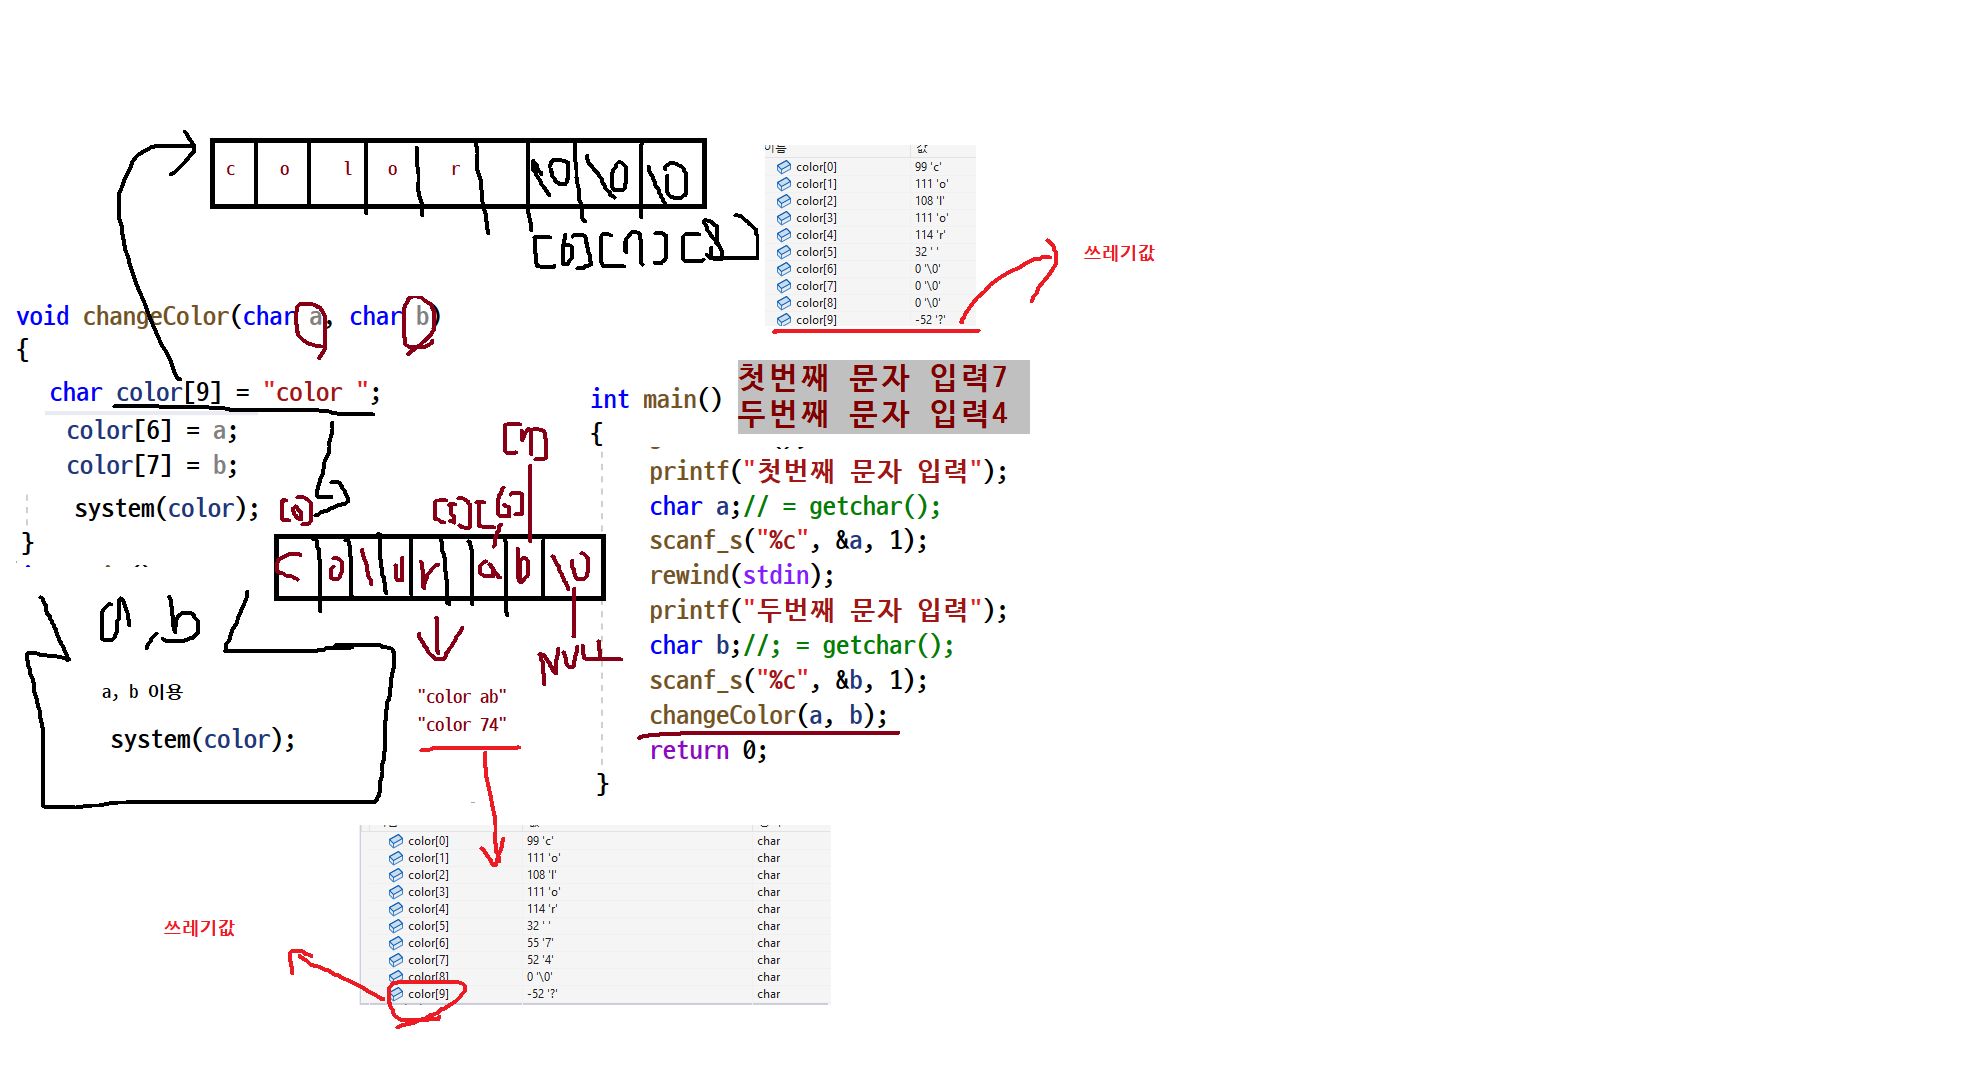 c o l o r \0 \0 \0
[6] [7] [8]
이름 값
color[0] 99 'c'
color[1] 111 'o'
color[2] 108 'l'
color[3] 111 'o'
color[4] 114 'r'
color[5] 32 ' '
color[6] 0 '\0'
color[7] 0 '\0'
color[8] 0 '\0'
color[9] -52 '?'
쓰레기값
void changeColor(char a, char b)
{
char color[9] = "color ";
color[6] = a;
color[7] = b;
system(color);
}
[0] [5] [6] [7]
c o l o r a b \0
NULL
a, b
a, b 이용
system(color);
"color ab"
"color 74"
첫번째 문자 입력7
두번째 문자 입력4
int main()
{
printf("첫번째 문자 입력");
char a;// = getchar();
scanf_s("%c", &a, 1);
rewind(stdin);
printf("두번째 문자 입력");
char b;//; = getchar();
scanf_s("%c", &b, 1);
changeColor(a, b);
return 0;
}
color[0] 99 'c' char
color[1] 111 'o' char
color[2] 108 'l' char
color[3] 111 'o' char
color[4] 114 'r' char
color[5] 32 ' ' char
color[6] 55 '7' char
color[7] 52 '4' char
color[8] 0 '\0' char
color[9] -52 '?' char
쓰레기값